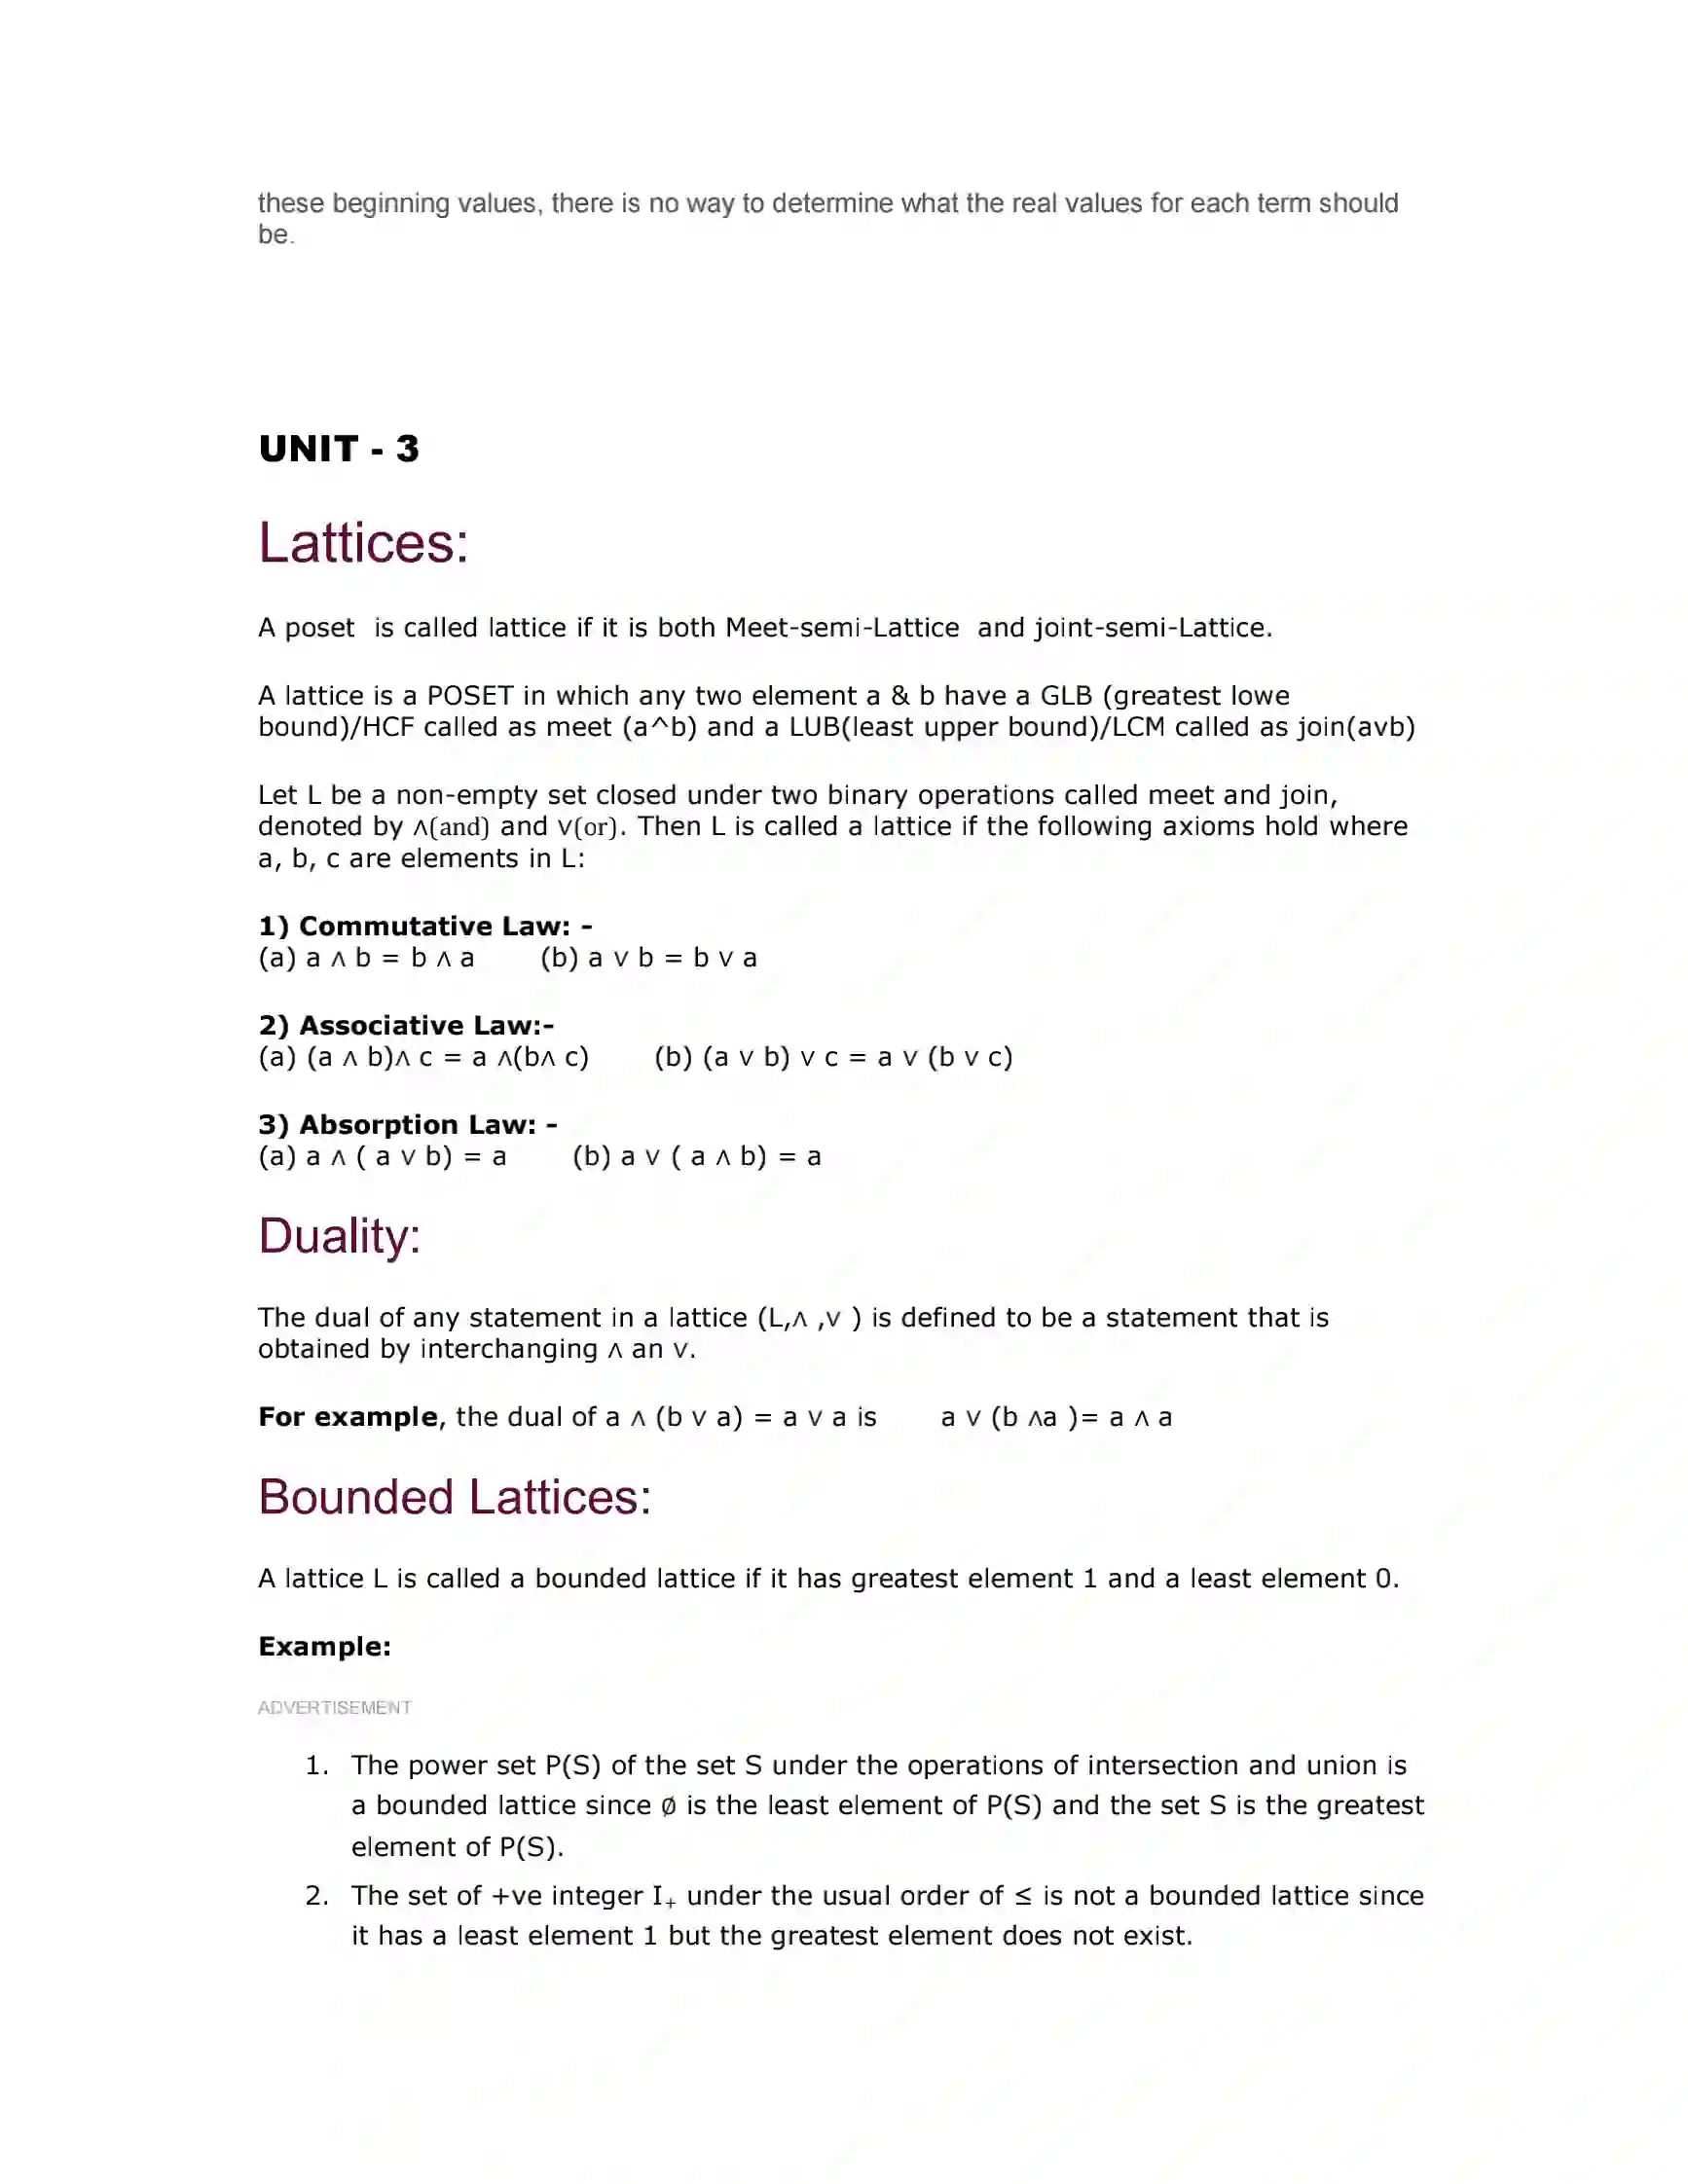 these beginning values, there is no way to determine what the real values for each term should
be.
UNIT - 3
Lattices:
A poset  is called lattice if it is both Meet-semi-Lattice  and joint-semi-Lattice.
A lattice is a POSET in which any two element a & b have a GLB (greatest lowe
bound)/HCF called as meet (a^b) and a LUB(least upper bound)/LCM called as join(avb)
Let L be a non-empty set closed under two binary operations called meet and join,
denoted by ∧(and) and ∨(or). Then L is called a lattice if the following axioms hold where
a, b, c are elements in L:
1) Commutative Law: -
(a) a ∧ b = b ∧ a (b) a ∨ b = b ∨ a
2) Associative Law:-
(a) (a ∧ b)∧ c = a ∧(b∧ c) (b) (a ∨ b) ∨ c = a ∨ (b ∨ c)
3) Absorption Law: -
(a) a ∧ ( a ∨ b) = a (b) a ∨ ( a ∧ b) = a
Duality:
The dual of any statement in a lattice (L,∧ ,∨ ) is defined to be a statement that is
obtained by interchanging ∧ an ∨.
For example, the dual of a ∧ (b ∨ a) = a ∨ a is a ∨ (b ∧a )= a ∧ a
Bounded Lattices:
A lattice L is called a bounded lattice if it has greatest element 1 and a least element 0.
Example:
ADVERTISEMENT
1. The power set P(S) of the set S under the operations of intersection and union is
a bounded lattice since ∅ is the least element of P(S) and the set S is the greatest
element of P(S).
2. The set of +ve integer I₊ under the usual order of ≤ is not a bounded lattice since
it has a least element 1 but the greatest element does not exist.